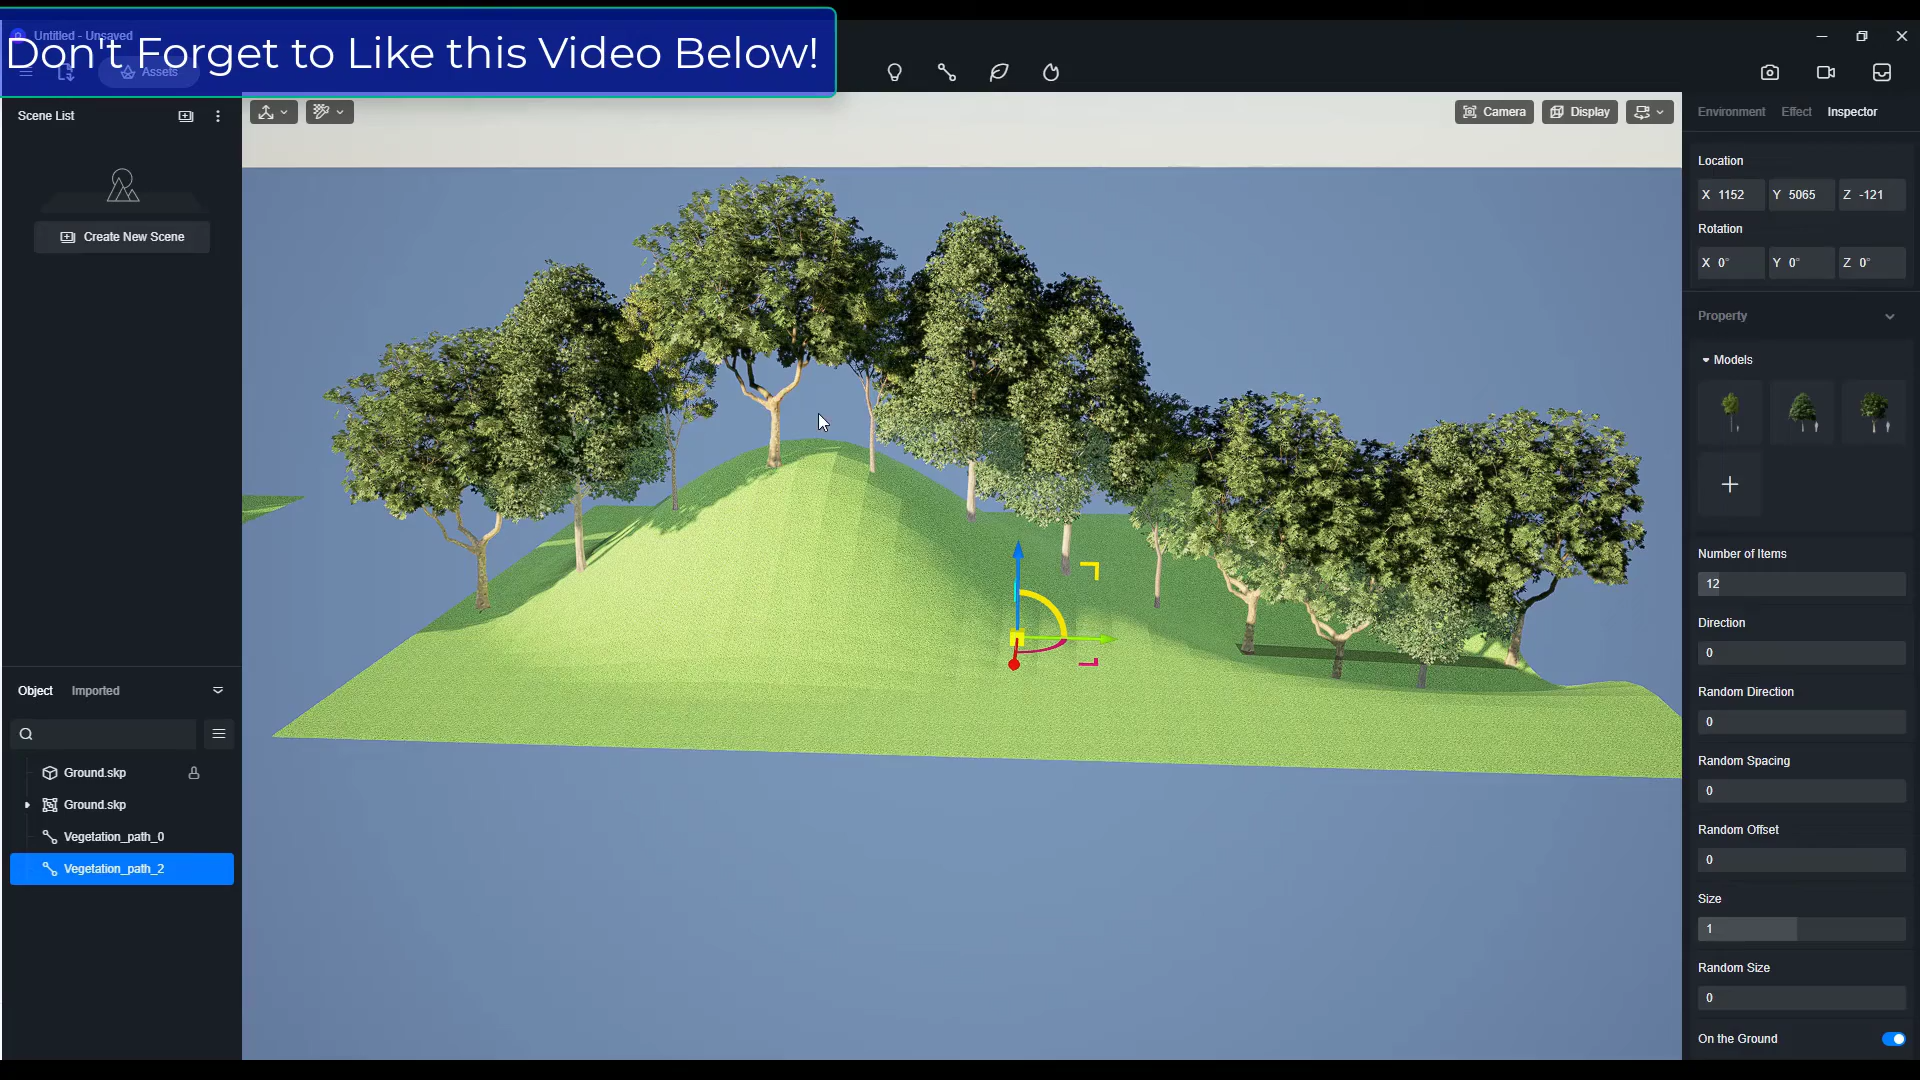 Untitled - Unsaved
Don't Forget to Like this Video Below!
Assets
Scene List
Create New Scene
Camera
Display
Environment Effect Inspector
Location
X 1152 Y 5065 Z -121
Rotation
X 0° Y 0° Z 0°
Property
Models
Number of Items
12
Direction
0
Random Direction
0
Random Spacing
0
Random Offset
0
Size
1
Random Size
0
On the Ground
Object Imported
Ground.skp
Ground.skp
Vegetation_path_0
Vegetation_path_2